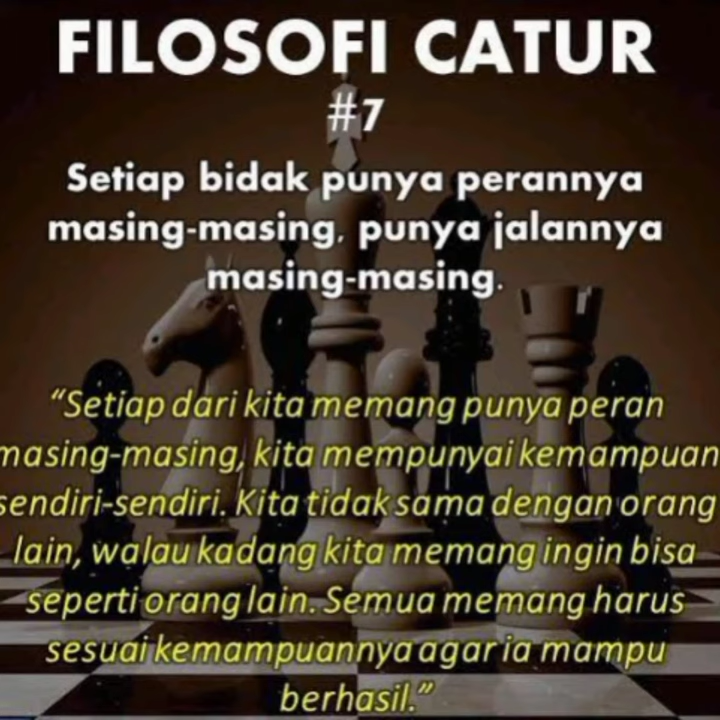 FILOSOFI CATUR
#7
Setiap bidak punya perannya
masing-masing, punya jalannya
masing-masing.
“Setiap dari kita memang punya peran
masing-masing, kita mempunyai kemampuan
sendiri-sendiri. Kita tidak sama dengan orang
lain, walau kadang kita memang ingin bisa
seperti orang lain. Semua memang harus
sesuai kemampuannya agar ia mampu
berhasil.”